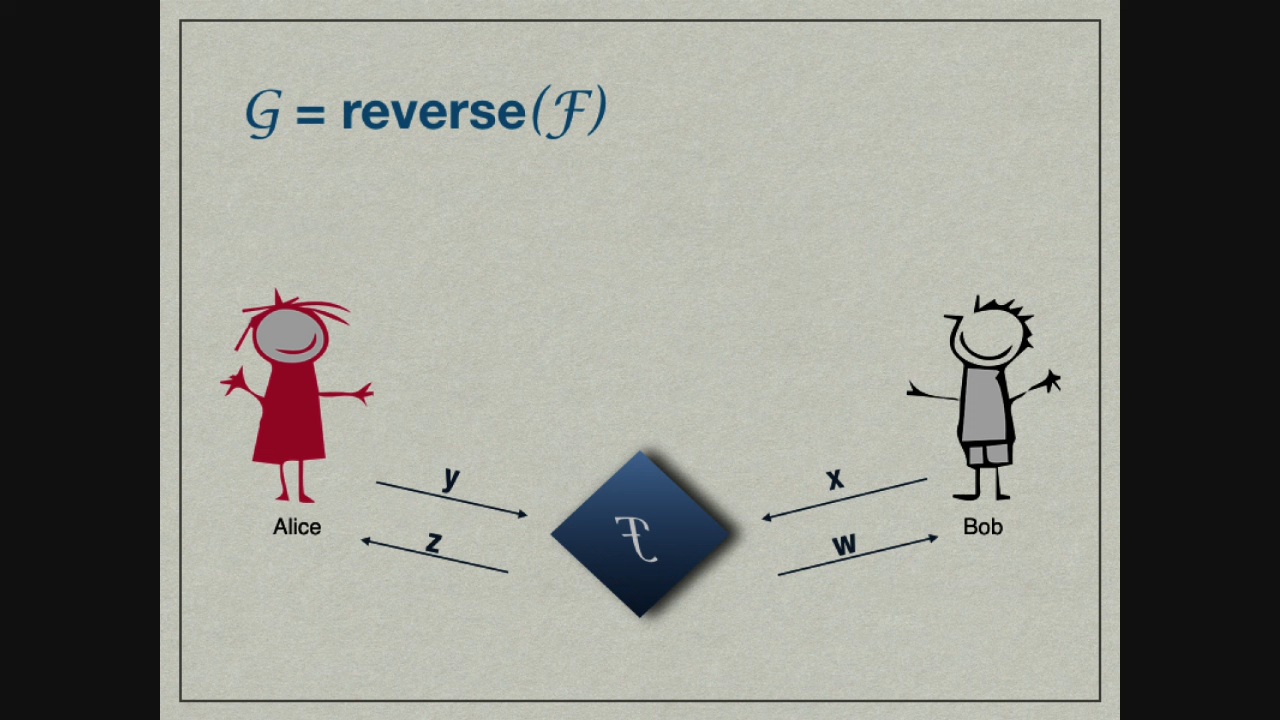 𝒢 = reverse(ℱ)
y
x
z
w
ℱ
Alice
Bob